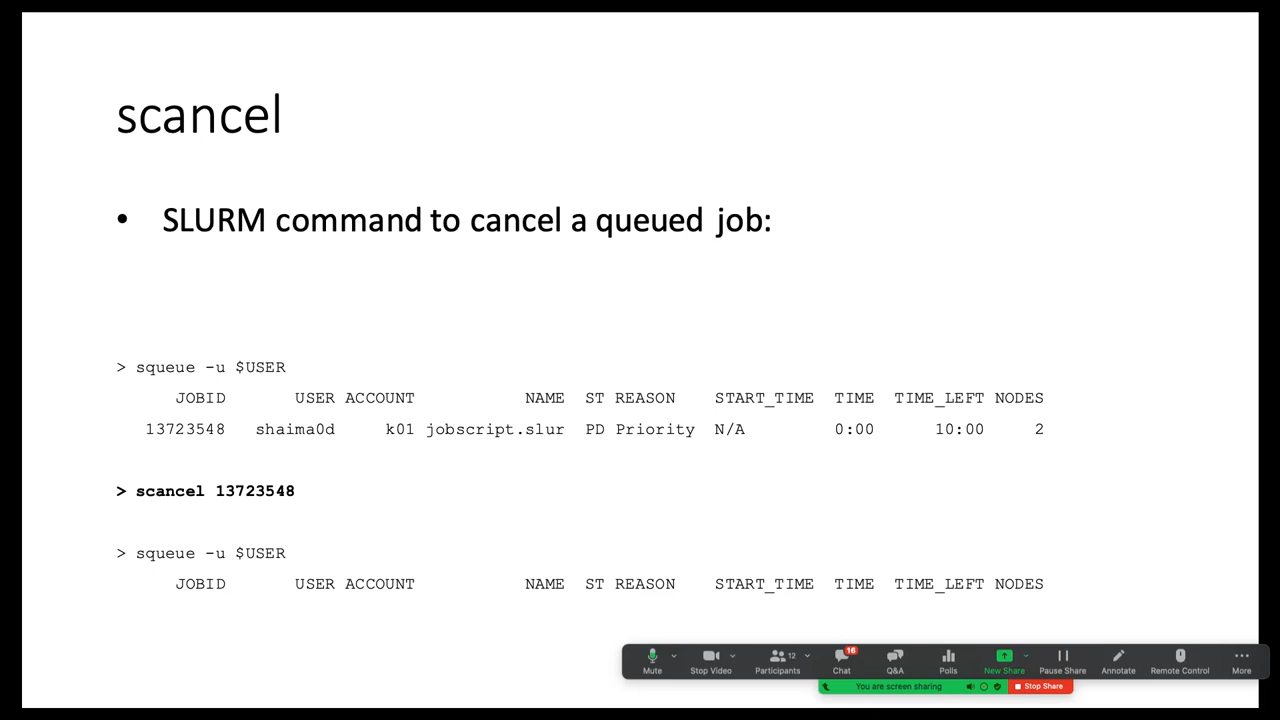 scancel
• SLURM command to cancel a queued job:
> squeue -u $USER
JOBID USER ACCOUNT NAME ST REASON START_TIME TIME TIME_LEFT NODES
13723548 shaima0d k01 jobscript.slur PD Priority N/A 0:00 10:00 2
> scancel 13723548
> squeue -u $USER
JOBID USER ACCOUNT NAME ST REASON START_TIME TIME TIME_LEFT NODES
12 16
Mute Stop Video Participants Chat Q&A Polls New Share Pause Share Annotate Remote Control More
You are screen sharing Stop Share